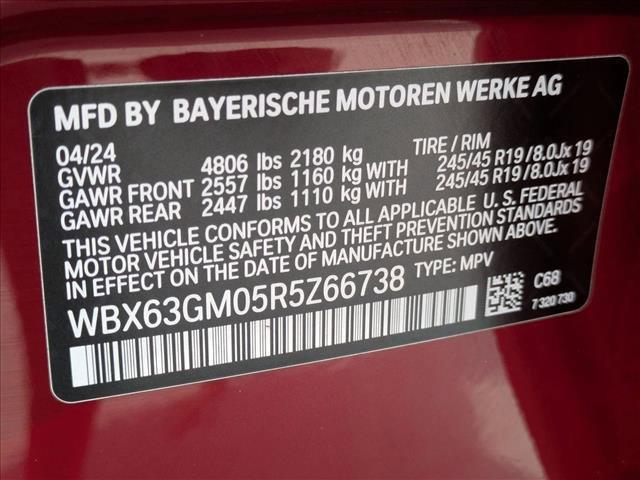 MFD BY BAYERISCHE MOTOREN WERKE AG
04/24 TIRE / RIM
GVWR 4806 lbs 2180 kg
GAWR FRONT 2557 lbs 1160 kg WITH 245/45 R19 /8.0Jx 19
GAWR REAR 2447 lbs 1110 kg WITH 245/45 R19 /8.0Jx 19
THIS VEHICLE CONFORMS TO ALL APPLICABLE U. S. FEDERAL
MOTOR VEHICLE SAFETY AND THEFT PREVENTION STANDARDS
IN EFFECT ON THE DATE OF MANUFACTURE SHOWN ABOVE.
WBX63GM05R5Z66738 TYPE: MPV
C68
7 320 730